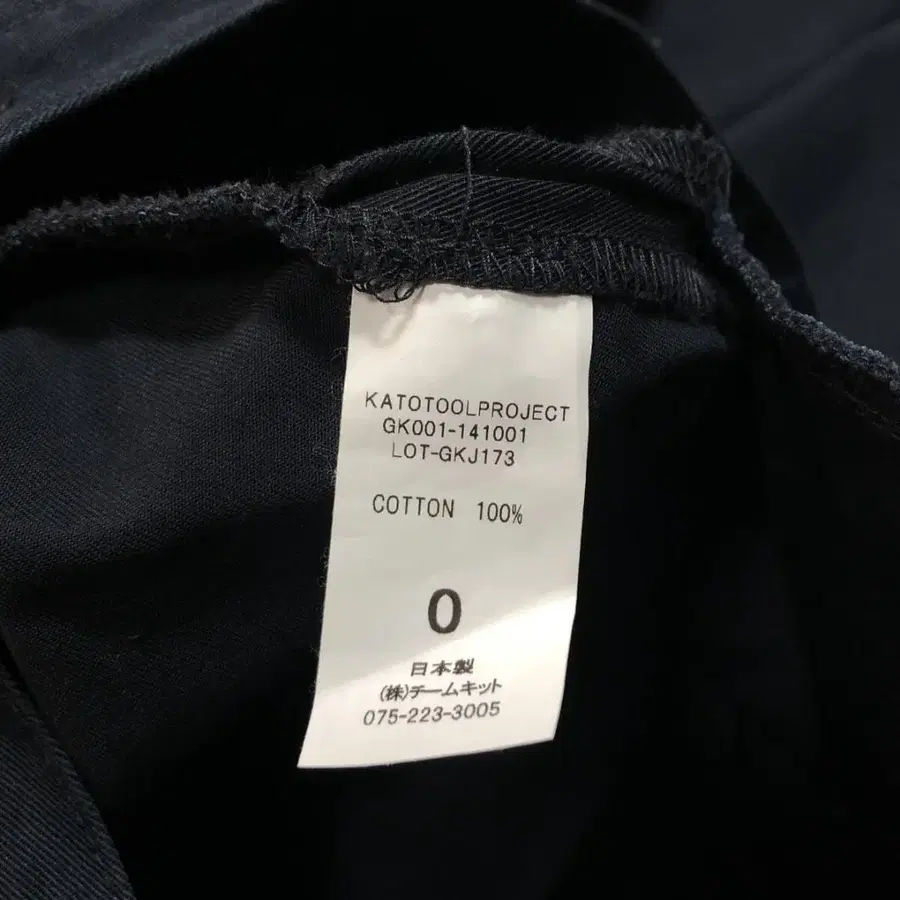 KATOTOOLPROJECT
GK001-141001
LOT-GKJ173
COTTON 100%
0
日本製
(株)チームキット
075-223-3005